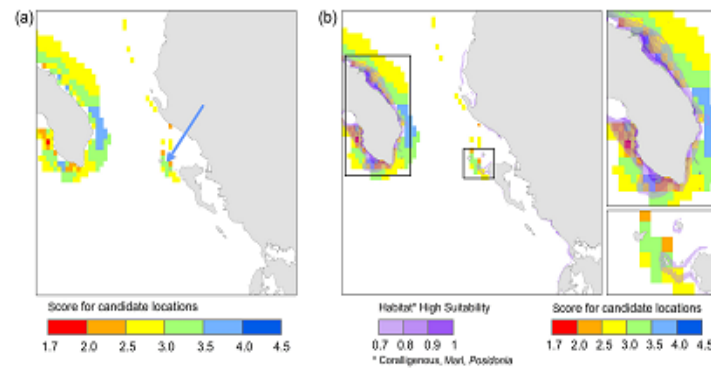 (a)
(b)
Score for candidate locations
1.7 2.0 2.5 3.0 3.5 4.0 4.5
Habitat* High Suitability
0.7 0.8 0.9 1
* Coralligenous, Marl, Posidonia
Score for candidate locations
1.7 2.0 2.5 3.0 3.5 4.0 4.5